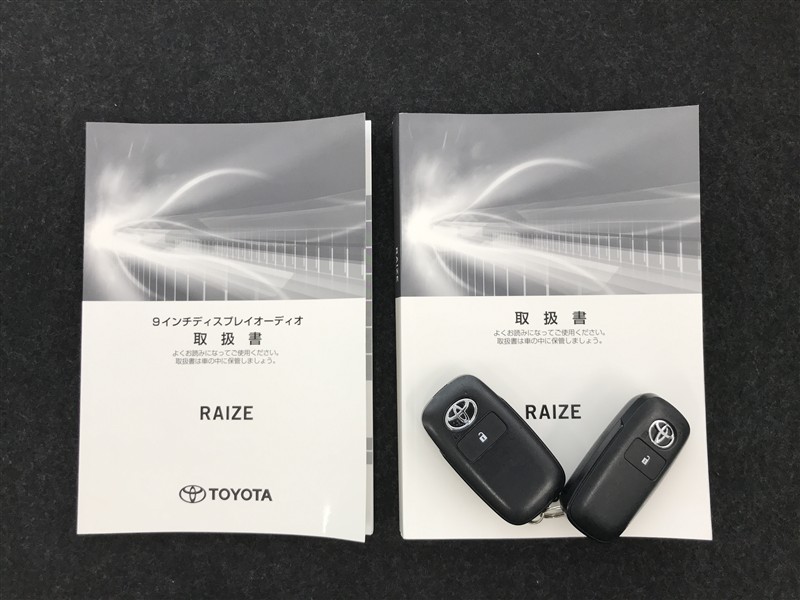 9インチディスプレイオーディオ
取扱書
よくお読みになってご使用ください。
取扱書は車の中に保管しましょう。
RAIZE
TOYOTA
RAIZE
取扱書
よくお読みになってご使用ください。
取扱書は車の中に保管しましょう。
RAIZE